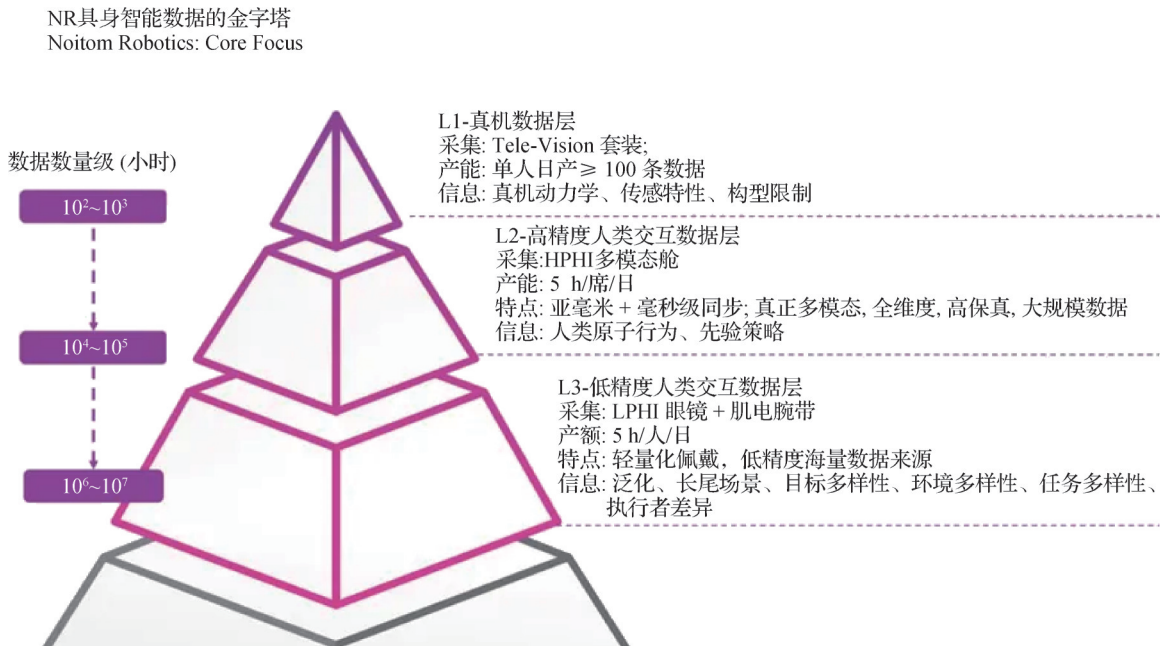 NR具身智能数据的金字塔
Noitom Robotics: Core Focus
数据数量级 (小时)
10²~10³
10⁴~10⁵
10⁶~10⁷
L1-真机数据层
采集: Tele-Vision 套装;
产能: 单人日产≥ 100 条数据
信息: 真机动力学、传感特性、构型限制
L2-高精度人类交互数据层
采集:HPHI多模态舱
产能: 5 h/席/日
特点: 亚毫米 + 毫秒级同步; 真正多模态, 全维度, 高保真, 大规模数据
信息: 人类原子行为、先验策略
L3-低精度人类交互数据层
采集: LPHI 眼镜 + 肌电腕带
产额: 5 h/人/日
特点: 轻量化佩戴，低精度海量数据来源
信息: 泛化、长尾场景、目标多样性、环境多样性、任务多样性、
执行者差异